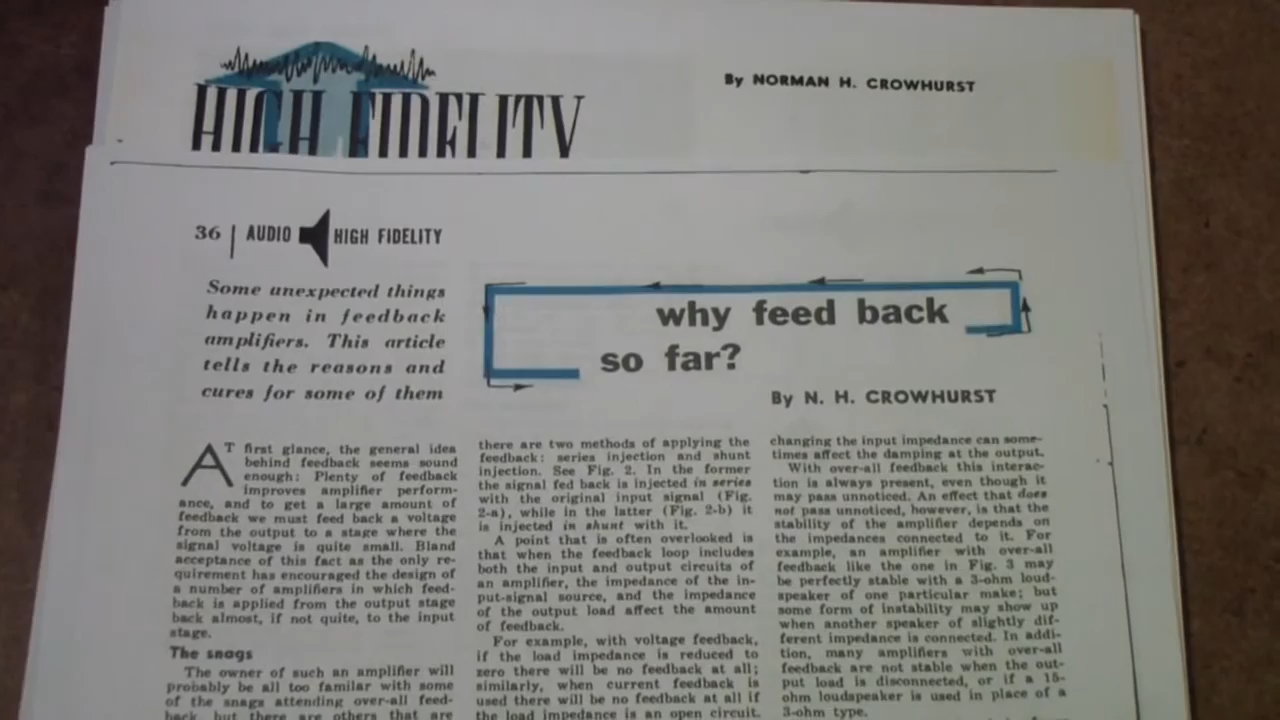 HIGH FIDELITY
By NORMAN H. CROWHURST
36 | AUDIO HIGH FIDELITY
Some unexpected things
happen in feedback
amplifiers. This article
tells the reasons and
cures for some of them
why feed back
so far?
By N. H. CROWHURST
AT first glance, the general idea
behind feedback seems sound
enough: Plenty of feedback
improves amplifier perform-
ance, and to get a large amount of
feedback we must feed back a voltage
from the output to a stage where the
signal voltage is quite small. Bland
acceptance of this fact as the only re-
quirement has encouraged the design of
a number of amplifiers in which feed-
back is applied from the output stage
back almost, if not quite, to the input
stage.
The snags
The owner of such an amplifier will
probably be all too familar with some
of the snags attending over-all feed-
back, but there are others that are
there are two methods of applying the
feedback: series injection and shunt
injection. See Fig. 2. In the former
the signal fed back is injected in series
with the original input signal (Fig.
2-a), while in the latter (Fig. 2-b) it
is injected in shunt with it.
A point that is often overlooked is
that when the feedback loop includes
both the input and output circuits of
an amplifier, the impedance of the in-
put-signal source, and the impedance
of the output load affect the amount
of feedback.
For example, with voltage feedback,
if the load impedance is reduced to
zero there will be no feedback at all;
similarly, when current feedback is
used there will be no feedback at all if
the load impedance is an open circuit.
changing the input impedance can some-
times affect the damping at the output.
With over-all feedback this interac-
tion is always present, even though it
may pass unnoticed. An effect that does
not pass unnoticed, however, is that the
stability of the amplifier depends on
the impedances connected to it. For
example, an amplifier with over-all
feedback like the one in Fig. 3 may
be perfectly stable with a 3-ohm loud-
speaker of one particular make; but
some form of instability may show up
when another speaker of slightly dif-
ferent impedance is connected. In addi-
tion, many amplifiers with over-all
feedback are not stable when the out-
put load is disconnected, or if a 15-
ohm loudspeaker is used in place of a
3-ohm type.